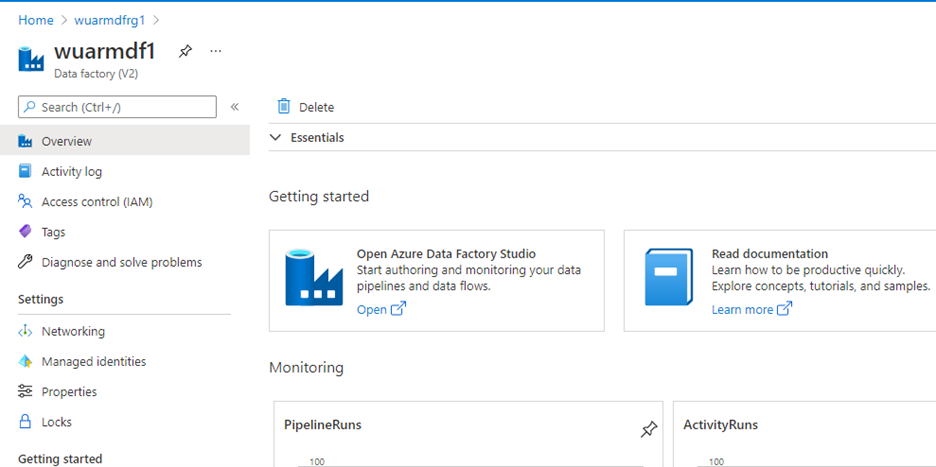 Home > wuarmdfrg1 >
wuarmdf1
Data factory (V2)
Search (Ctrl+/)
Overview
Activity log
Access control (IAM)
Tags
Diagnose and solve problems
Settings
Networking
Managed identities
Properties
Locks
Getting started
Delete
Essentials
Getting started
Open Azure Data Factory Studio
Start authoring and monitoring your data
pipelines and data flows.
Open
Read documentation
Learn how to be productive quickly.
Explore concepts, tutorials, and samples.
Learn more
Monitoring
PipelineRuns
100
ActivityRuns
100